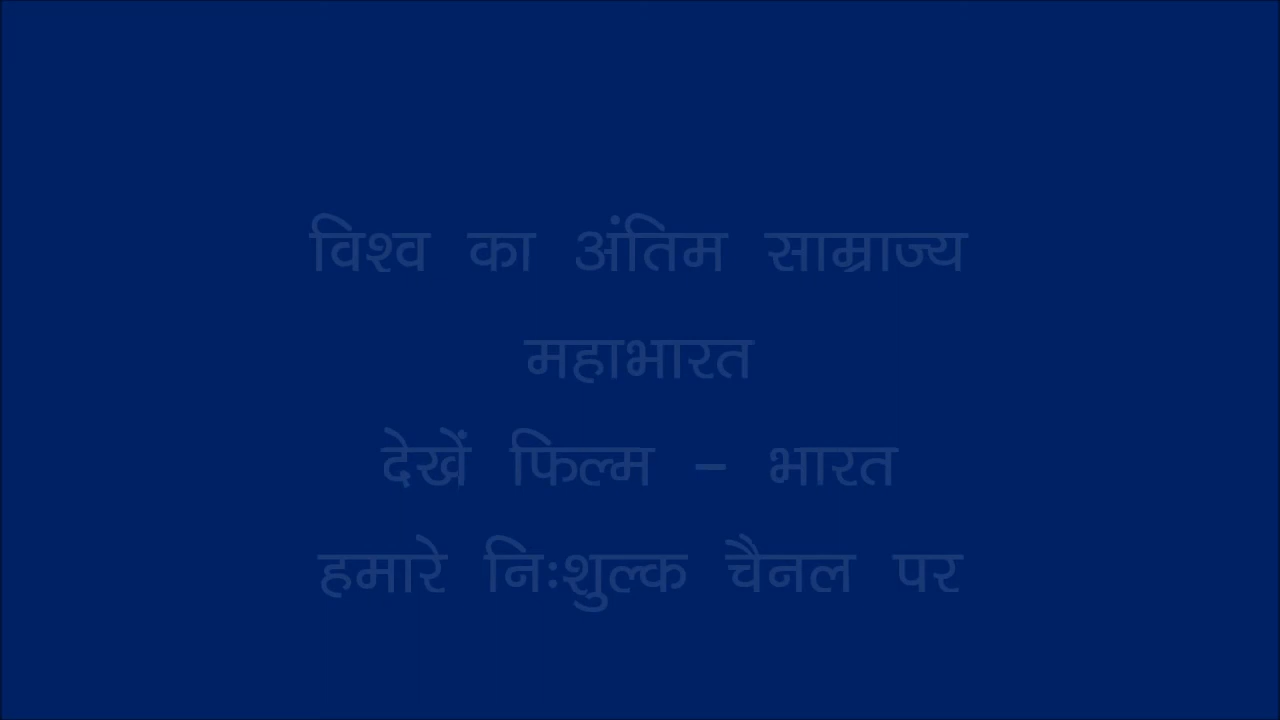 विश्व का अंतिम साम्राज्य
महाभारत
देखें फिल्म - भारत
हमारे निःशुल्क चैनल पर